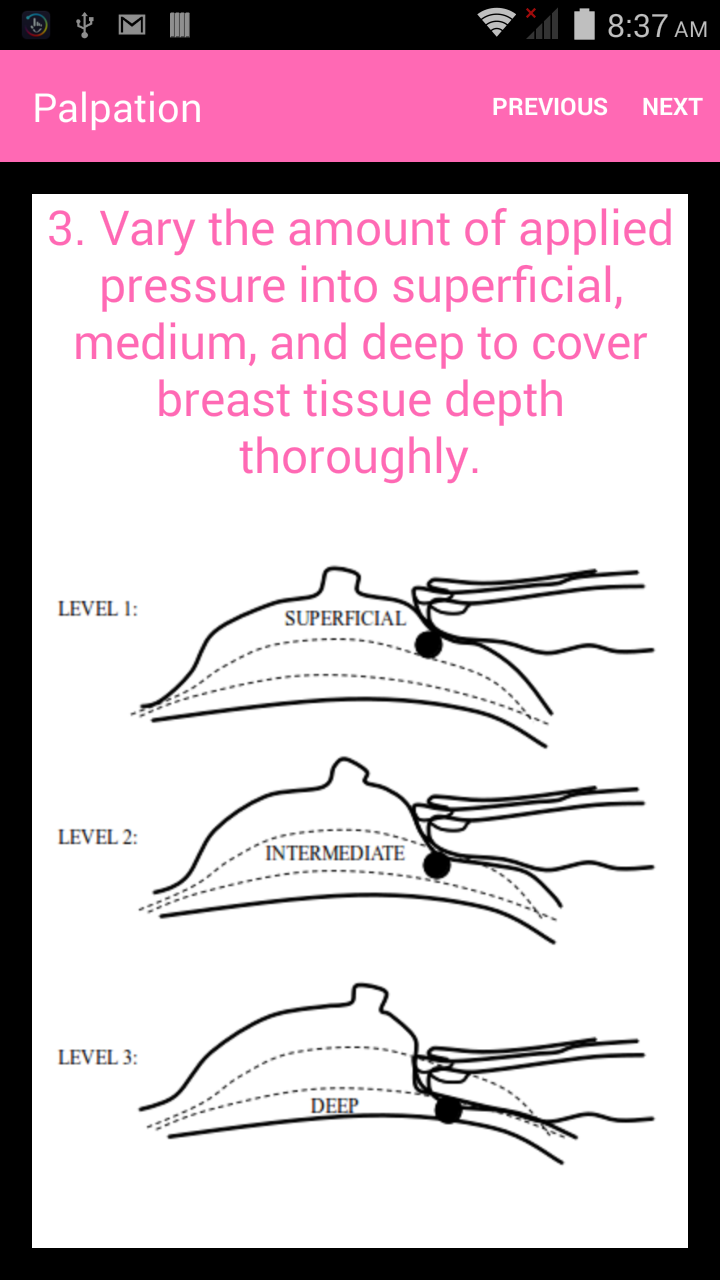 8:37 AM
Palpation PREVIOUS NEXT
3. Vary the amount of applied
pressure into superficial,
medium, and deep to cover
breast tissue depth
thoroughly.
LEVEL 1:
SUPERFICIAL
LEVEL 2:
INTERMEDIATE
LEVEL 3:
DEEP